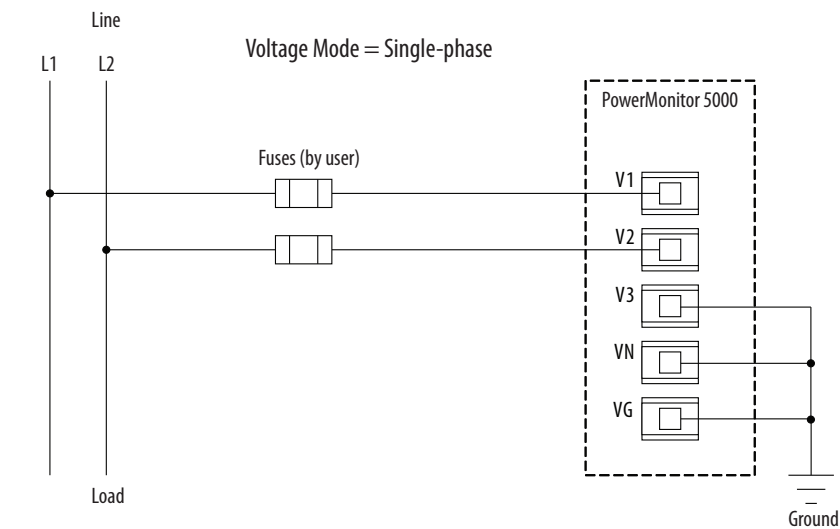 Line
Voltage Mode = Single-phase
L1
L2
PowerMonitor 5000
Fuses (by user)
V1
V2
V3
VN
VG
Load
Ground